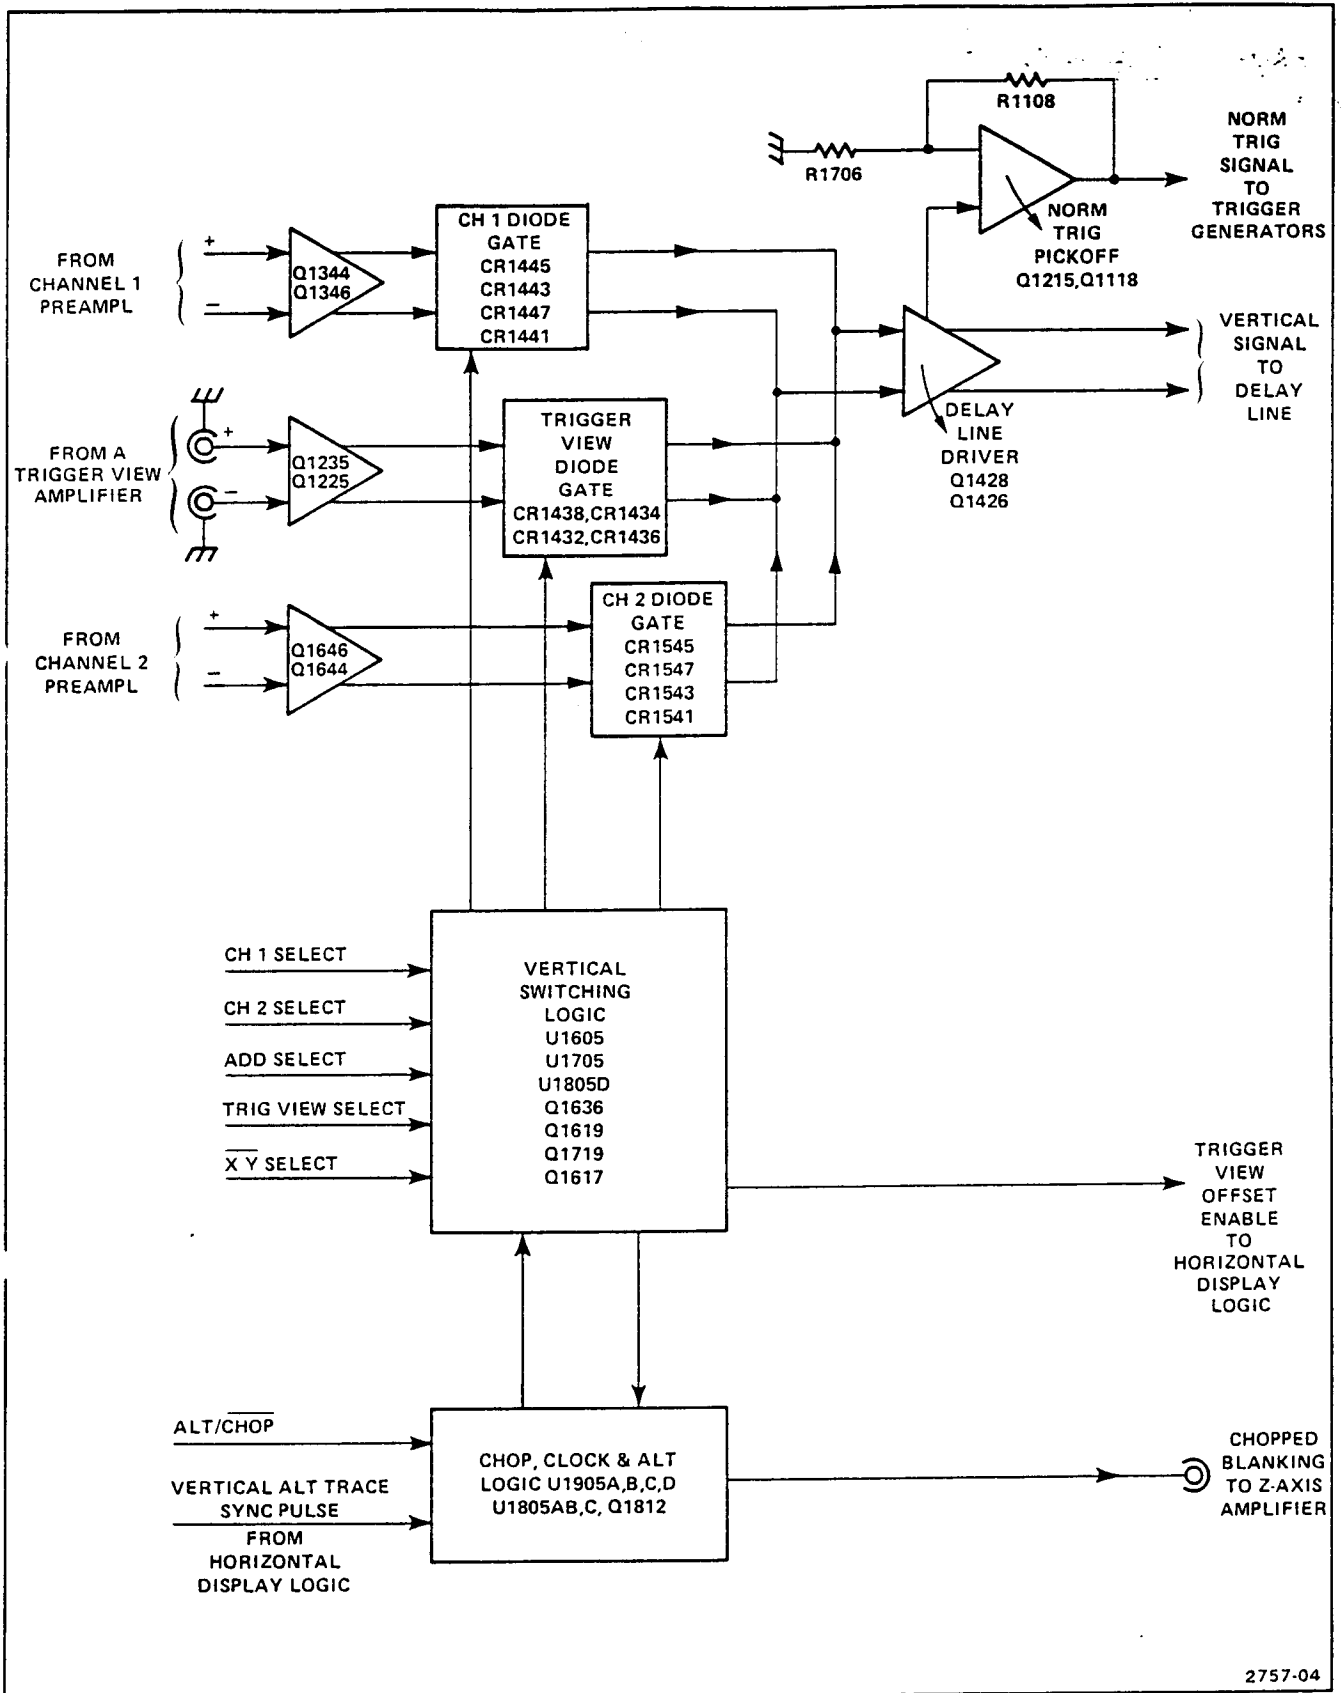 R1108
R1706
NORM
TRIG
SIGNAL
TO
TRIGGER
GENERATORS
NORM
TRIG
PICKOFF
Q1215,Q1118
FROM
CHANNEL 1
PREAMPL
+
−
Q1344
Q1346
CH 1 DIODE
GATE
CR1445
CR1443
CR1447
CR1441
VERTICAL
SIGNAL
TO
DELAY
LINE
DELAY
LINE
DRIVER
Q1428
Q1426
FROM A
TRIGGER VIEW
AMPLIFIER
+
−
Q1235
Q1225
TRIGGER
VIEW
DIODE
GATE
CR1438,CR1434
CR1432,CR1436
FROM
CHANNEL 2
PREAMPL
+
−
Q1646
Q1644
CH 2 DIODE
GATE
CR1545
CR1547
CR1543
CR1541
CH 1 SELECT
CH 2 SELECT
ADD SELECT
TRIG VIEW SELECT
X̅ Y̅ SELECT
VERTICAL
SWITCHING
LOGIC
U1605
U1705
U1805D
Q1636
Q1619
Q1719
Q1617
TRIGGER
VIEW
OFFSET
ENABLE
TO
HORIZONTAL
DISPLAY
LOGIC
ALT/C̅H̅O̅P̅
VERTICAL ALT TRACE
SYNC PULSE
FROM
HORIZONTAL
DISPLAY LOGIC
CHOP, CLOCK & ALT
LOGIC U1905A,B,C,D
U1805AB,C, Q1812
CHOPPED
BLANKING
TO Z-AXIS
AMPLIFIER
2757-04